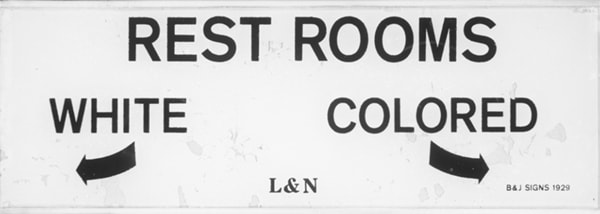 REST ROOMS
WHITE COLORED
L&N
B&J SIGNS 1929